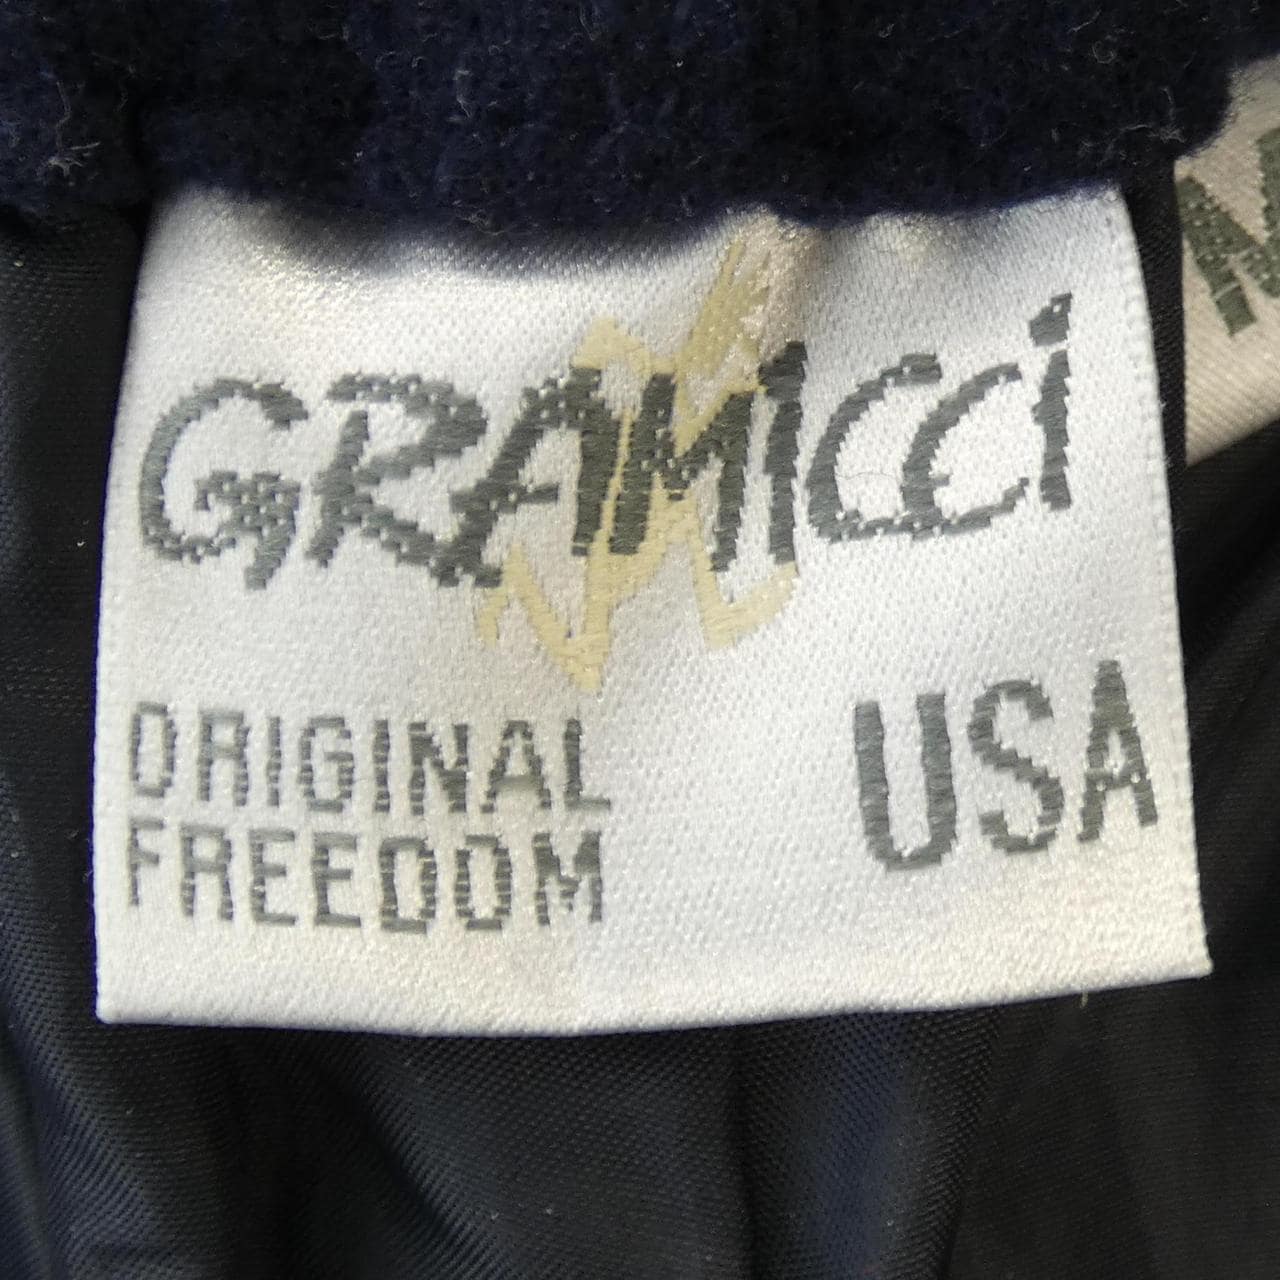 GRAMICCi
ORIGINAL
FREEDOM
USA
M